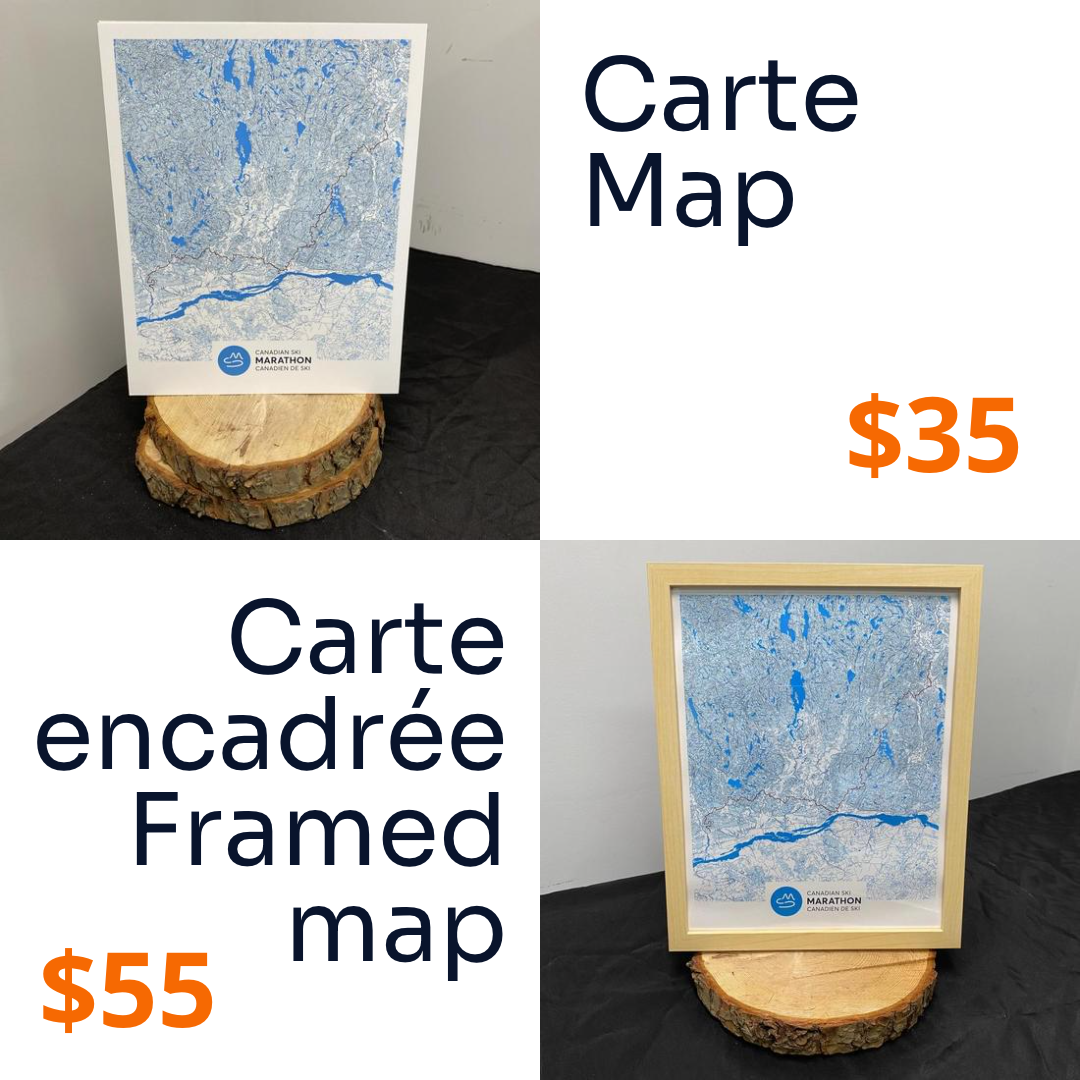 CANADIAN SKI
MARATHON
CANADIEN DE SKI
Carte
Map
$35
Carte
encadrée
Framed
map
$55
CANADIAN SKI
MARATHON
CANADIEN DE SKI